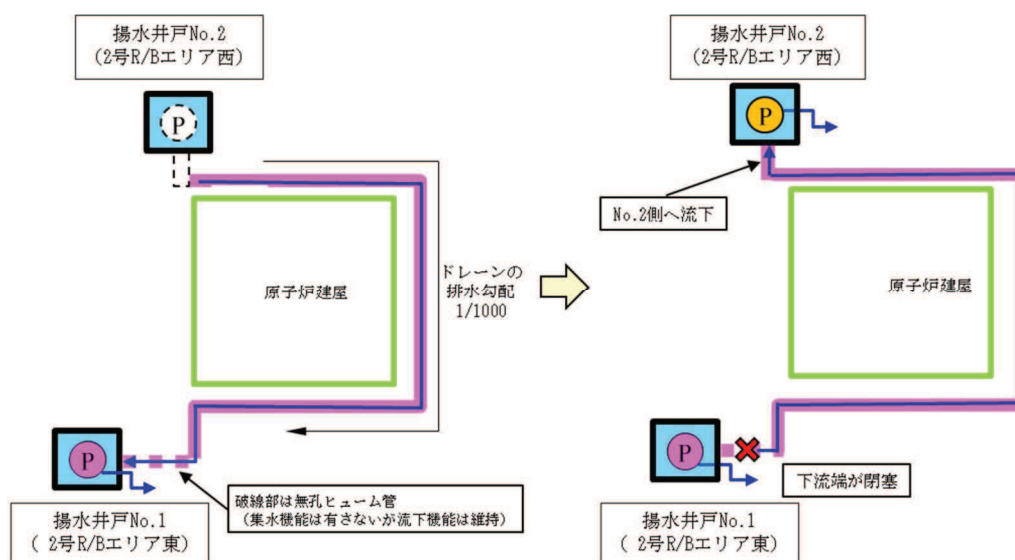 揚水井戸No.2
(2号R/Bエリア西)
P
原子炉建屋
ドレーンの
排水勾配
1/1000
P
揚水井戸No.1
( 2号R/Bエリア東)
破線部は無孔ヒューム管
(集水機能は有さないが流下機能は維持)
揚水井戸No.2
(2号R/Bエリア西)
P
No.2側へ流下
原子炉建屋
P
下流端が閉塞
揚水井戸No.1
( 2号R/Bエリア東)